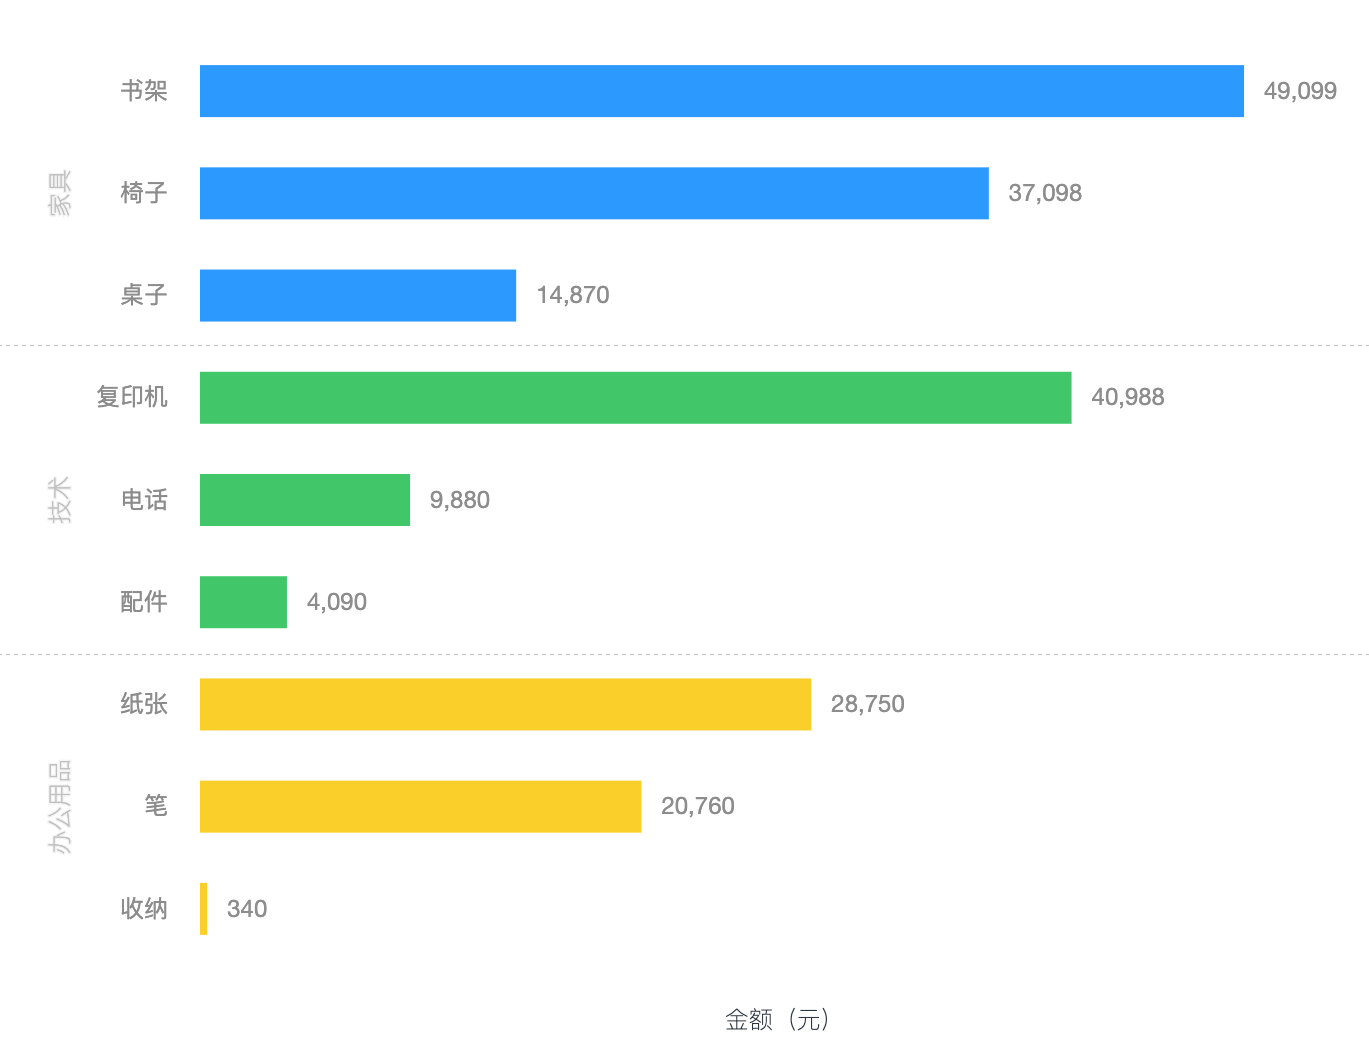 家具
书架 49,099
椅子 37,098
桌子 14,870
技术
复印机 40,988
电话 9,880
配件 4,090
办公用品
纸张 28,750
笔 20,760
收纳 340
金额（元）